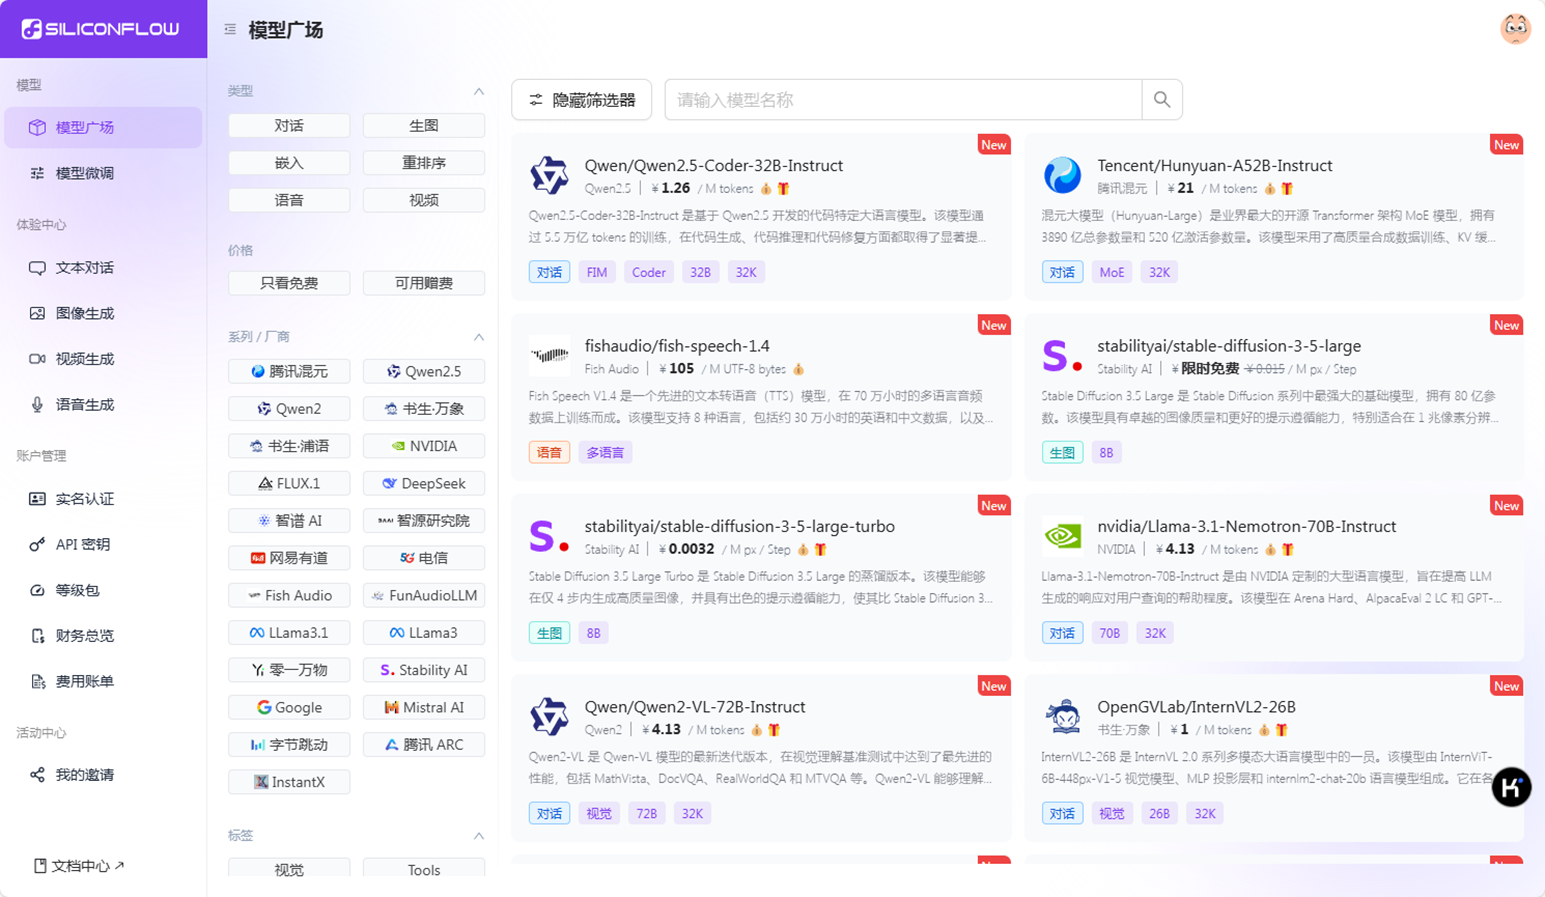 SILICONFLOW
模型广场
模型
模型广场
模型微调
体验中心
文本对话
图像生成
视频生成
语音生成
账户管理
实名认证
API 密钥
等级包
财务总览
费用账单
活动中心
我的邀请
文档中心
类型
对话 生图
嵌入 重排序
语音 视频
价格
只看免费 可用赠费
系列 / 厂商
腾讯混元 Qwen2.5
Qwen2 书生·万象
书生·浦语 NVIDIA
FLUX.1 DeepSeek
智谱 AI 智源研究院
网易有道 5G 电信
Fish Audio FunAudioLLM
LLama3.1 LLama3
零一万物 Stability AI
Google Mistral AI
字节跳动 腾讯 ARC
InstantX
标签
视觉 Tools
隐藏筛选器
请输入模型名称
New
Qwen/Qwen2.5-Coder-32B-Instruct
Qwen2.5 | ¥ 1.26 / M tokens
Qwen2.5-Coder-32B-Instruct 是基于 Qwen2.5 开发的代码特定大语言模型。该模型通
过 5.5 万亿 tokens 的训练，在代码生成、代码推理和代码修复方面都取得了显著提...
对话 FIM Coder 32B 32K
New
Tencent/Hunyuan-A52B-Instruct
腾讯混元 | ¥ 21 / M tokens
混元大模型（Hunyuan-Large）是业界最大的开源 Transformer 架构 MoE 模型，拥有
3890 亿总参数量和 520 亿激活参数量。该模型采用了高质量合成数据训练、KV 缓...
对话 MoE 32K
New
fishaudio/fish-speech-1.4
Fish Audio | ¥ 105 / M UTF-8 bytes
Fish Speech V1.4 是一个先进的文本转语音（TTS）模型，在 70 万小时的多语言音频
数据上训练而成。该模型支持 8 种语言，包括约 30 万小时的英语和中文数据，以及...
语音 多语言
New
stabilityai/stable-diffusion-3-5-large
Stability AI | ¥ 限时免费 ¥ 0.015 / M px / Step
Stable Diffusion 3.5 Large 是 Stable Diffusion 系列中最强大的基础模型，拥有 80 亿参
数。该模型具有卓越的图像质量和更好的提示遵循能力，特别适合在 1 兆像素分辨...
生图 8B
New
stabilityai/stable-diffusion-3-5-large-turbo
Stability AI | ¥ 0.0032 / M px / Step
Stable Diffusion 3.5 Large Turbo 是 Stable Diffusion 3.5 Large 的蒸馏版本。该模型能够
在仅 4 步内生成高质量图像，并具有出色的提示遵循能力，使其比 Stable Diffusion 3...
生图 8B
New
nvidia/Llama-3.1-Nemotron-70B-Instruct
NVIDIA | ¥ 4.13 / M tokens
Llama-3.1-Nemotron-70B-Instruct 是由 NVIDIA 定制的大型语言模型，旨在提高 LLM
生成的响应对用户查询的帮助程度。该模型在 Arena Hard、AlpacaEval 2 LC 和 GPT-...
对话 70B 32K
New
Qwen/Qwen2-VL-72B-Instruct
Qwen2 | ¥ 4.13 / M tokens
Qwen2-VL 是 Qwen-VL 模型的最新迭代版本，在视觉理解基准测试中达到了最先进的
性能，包括 MathVista、DocVQA、RealWorldQA 和 MTVQA 等。Qwen2-VL 能够理解...
对话 视觉 72B 32K
New
OpenGVLab/InternVL2-26B
书生·万象 | ¥ 1 / M tokens
InternVL2-26B 是 InternVL 2.0 系列多模态大语言模型中的一员。该模型由 InternViT-
6B-448px-V1-5 视觉模型、MLP 投影层和 internlm2-chat-20b 语言模型组成。它在各
对话 视觉 26B 32K